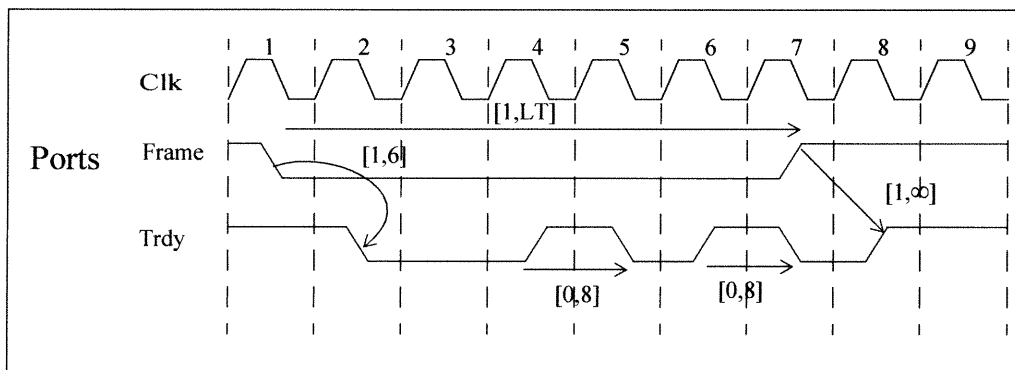 1 2 3 4 5 6 7 8 9
Clk
[1,LT]
Ports
Frame
[1,6]
[1,∞]
Trdy
[0,8]
[0,8]